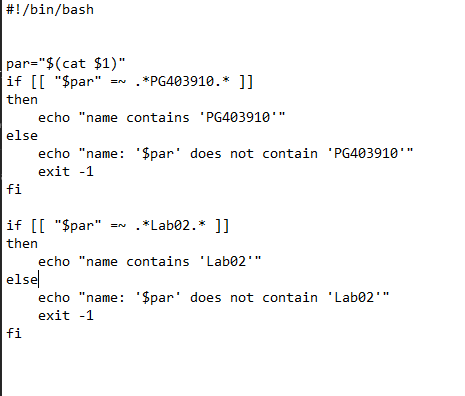 #!/bin/bash
par="$(cat $1)"
if [[ "$par" =~ .*PG403910.* ]]
then
    echo "name contains 'PG403910'"
else
    echo "name: '$par' does not contain 'PG403910'"
    exit -1
fi
if [[ "$par" =~ .*Lab02.* ]]
then
    echo "name contains 'Lab02'"
else
    echo "name: '$par' does not contain 'Lab02'"
    exit -1
fi